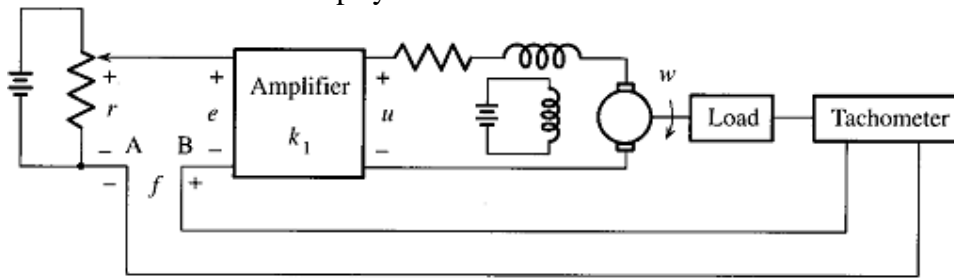 + r −
A B
− f +
+ e −
Amplifier
k₁
+ u −
w
Load
Tachometer